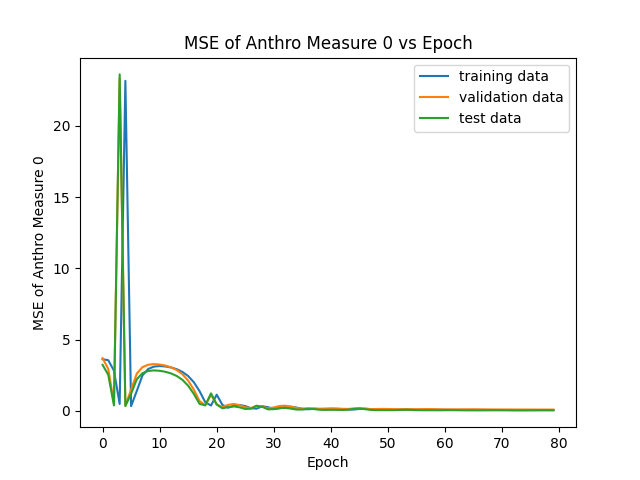 MSE of Anthro Measure 0 vs Epoch
training data
validation data
test data
MSE of Anthro Measure 0
20
15
10
5
0
0 10 20 30 40 50 60 70 80
Epoch